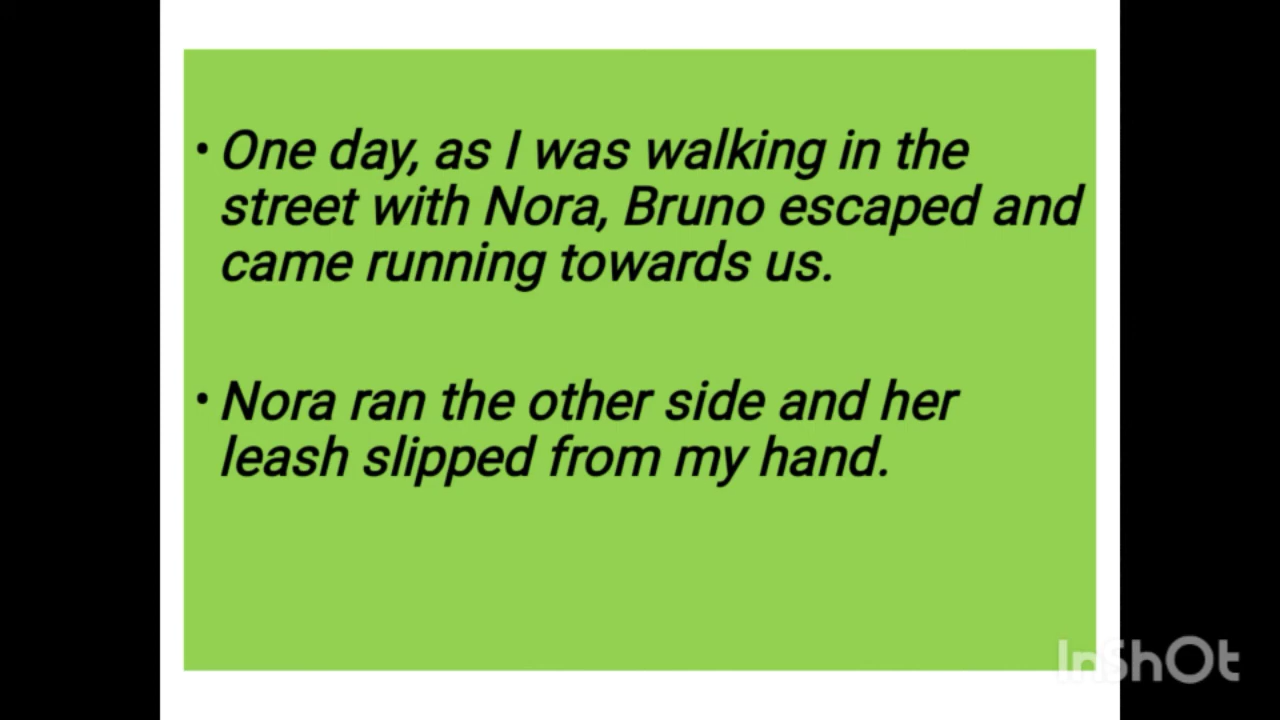 • One day, as I was walking in the
street with Nora, Bruno escaped and
came running towards us.
• Nora ran the other side and her
leash slipped from my hand.
InShOt